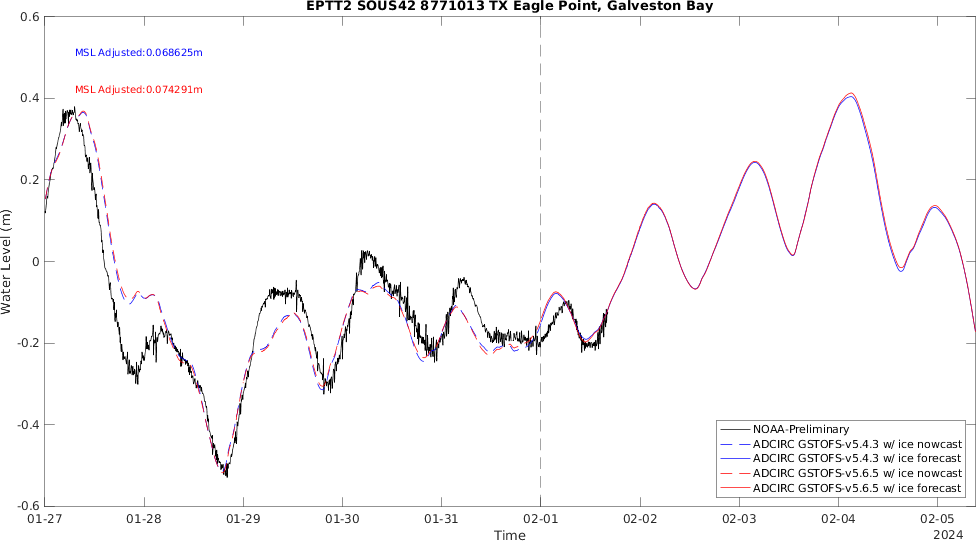 EPTT2 SOUS42 8771013 TX Eagle Point, Galveston Bay
0.6
MSL Adjusted:0.068625m
MSL Adjusted:0.074291m
0.4
0.2
0
-0.2
-0.4
-0.6
Water Level (m)
NOAA-Preliminary
ADCIRC GSTOFS-v5.4.3 w/ ice nowcast
ADCIRC GSTOFS-v5.4.3 w/ ice forecast
ADCIRC GSTOFS-v5.6.5 w/ ice nowcast
ADCIRC GSTOFS-v5.6.5 w/ ice forecast
01-27 01-28 01-29 01-30 01-31 02-01 02-02 02-03 02-04 02-05
Time
2024